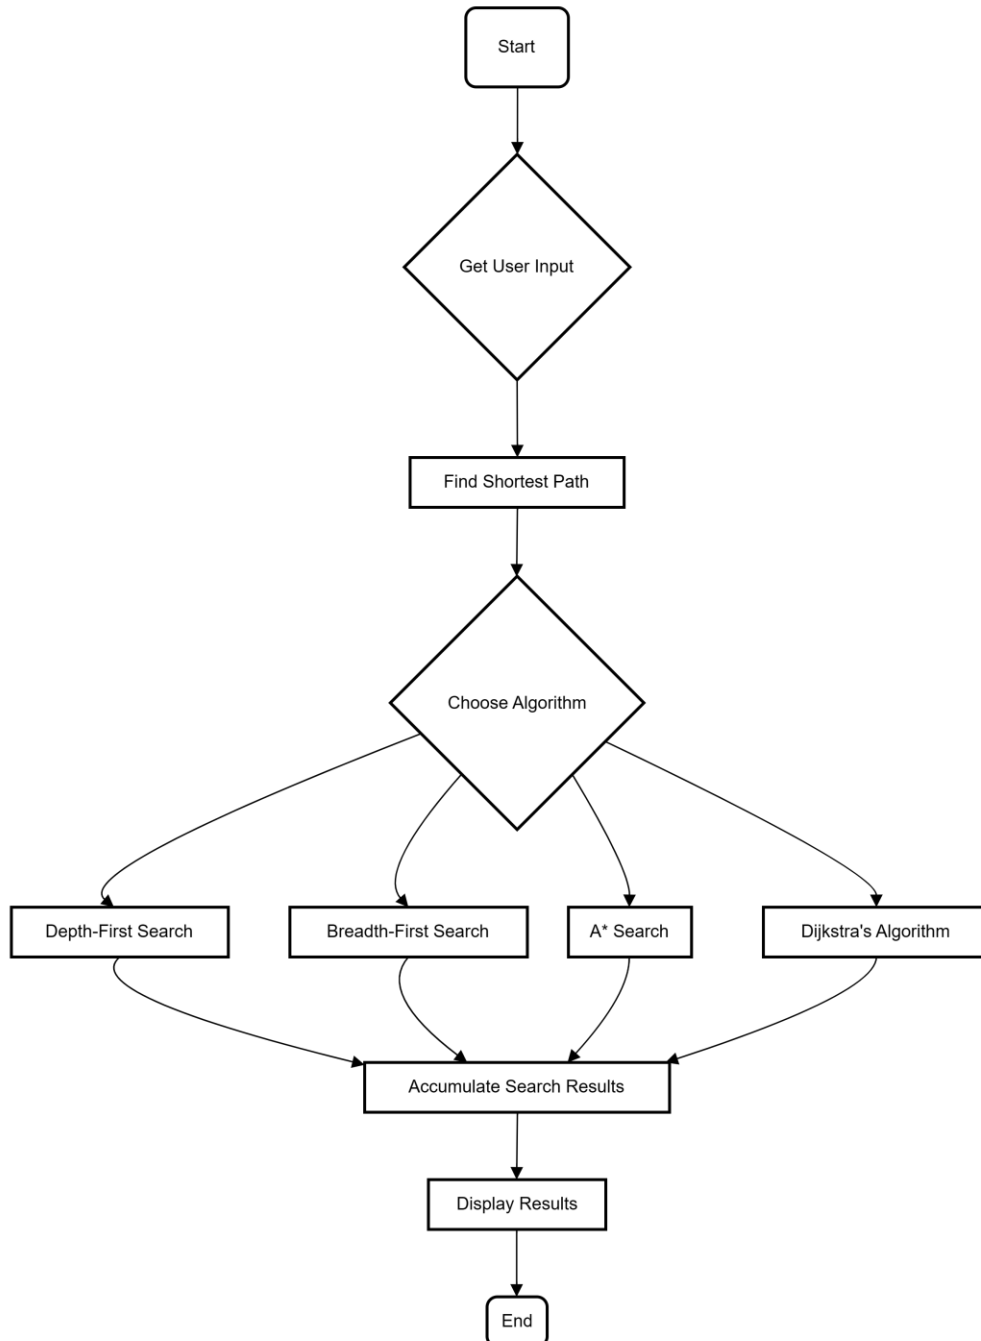 Start
Get User Input
Find Shortest Path
Choose Algorithm
Depth-First Search
Breadth-First Search
A* Search
Dijkstra's Algorithm
Accumulate Search Results
Display Results
End